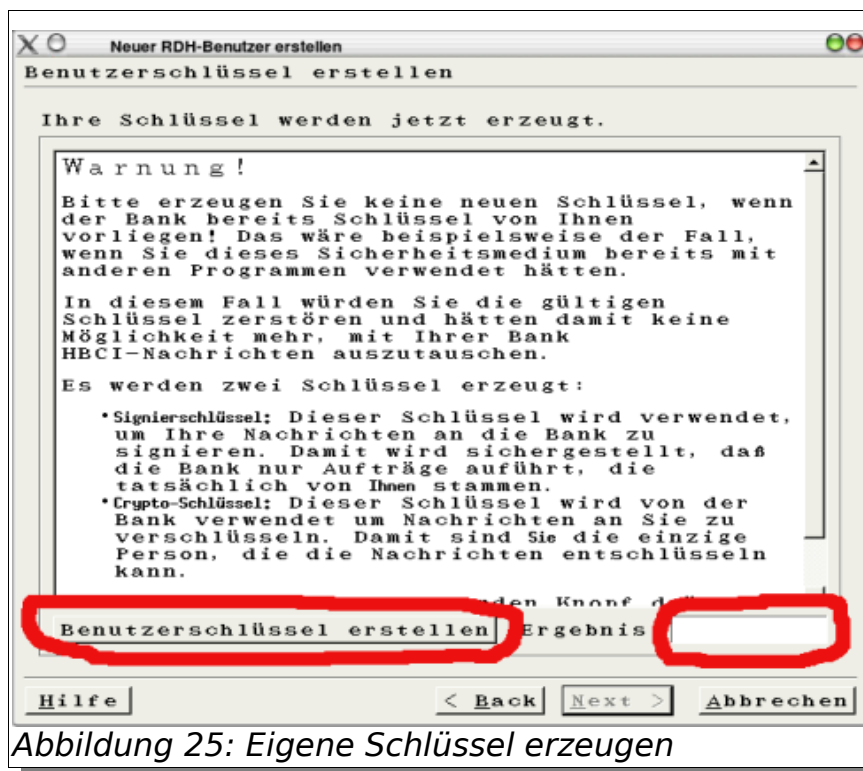 Neuer RDH-Benutzer erstellen
Benutzerschlüssel erstellen
Ihre Schlüssel werden jetzt erzeugt.
Warnung!
Bitte erzeugen Sie keine neuen Schlüssel, wenn
der Bank bereits Schlüssel von Ihnen
vorliegen! Das wäre beispielsweise der Fall,
wenn Sie dieses Sicherheitsmedium bereits mit
anderen Programmen verwendet hätten.
In diesem Fall würden Sie die gültigen
Schlüssel zerstören und hätten damit keine
Möglichkeit mehr, mit Ihrer Bank
HBCI-Nachrichten auszutauschen.
Es werden zwei Schlüssel erzeugt:
•Signierschlüssel: Dieser Schlüssel wird verwendet,
um Ihre Nachrichten an die Bank zu
signieren. Damit wird sichergestellt, daß
die Bank nur Aufträge auführt, die
tatsächlich von Ihnen stammen.
•Crypto-Schlüssel: Dieser Schlüssel wird von der
Bank verwendet um Nachrichten an Sie zu
verschlüsseln. Damit sind Sie die einzige
Person, die die Nachrichten entschlüsseln
kann.
Knopf
Benutzerschlüssel erstellen Ergebnis
Hilfe < Back Next > Abbrechen
Abbildung 25: Eigene Schlüssel erzeugen